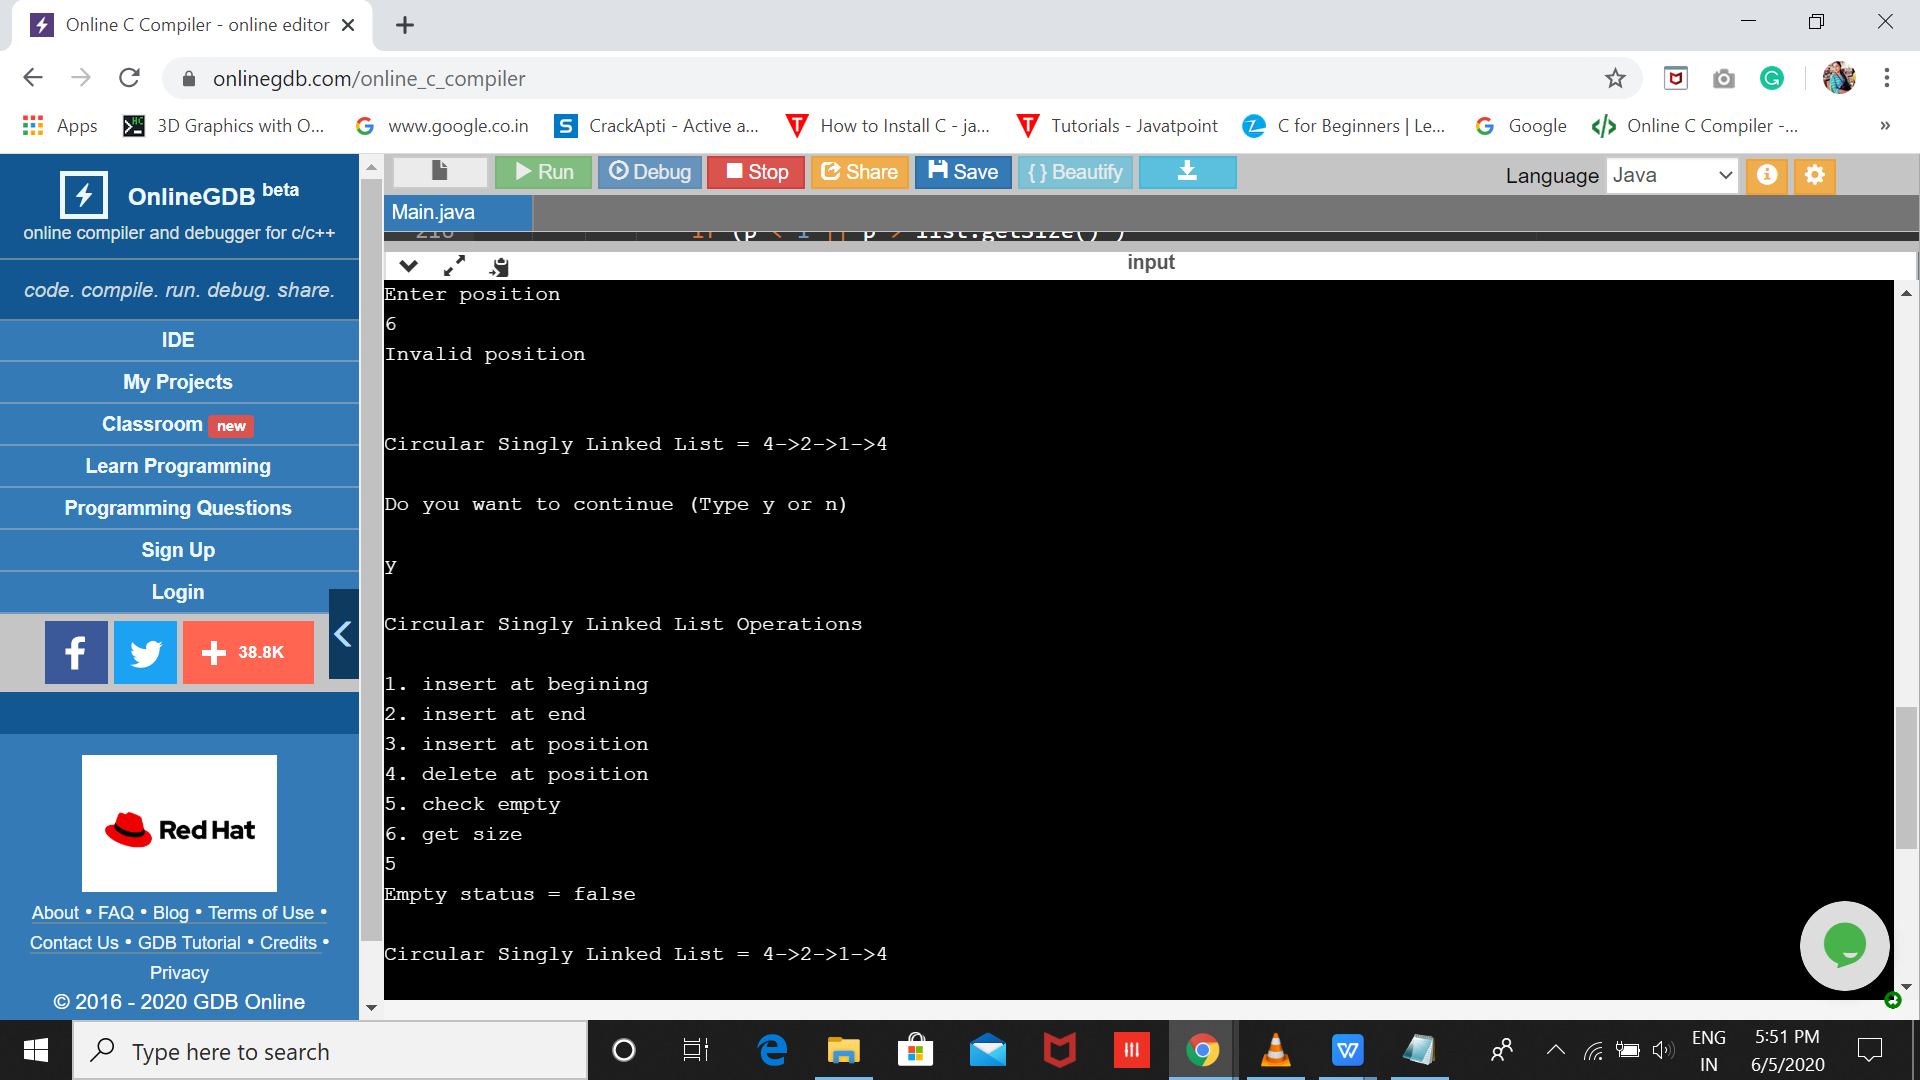 Online C Compiler - online editor
onlinegdb.com/online_c_compiler
Apps 3D Graphics with O... www.google.co.in CrackApti - Active a... How to Install C - ja... Tutorials - Javatpoint C for Beginners | Le... Google Online C Compiler -... »
OnlineGDB beta
online compiler and debugger for c/c++
code. compile. run. debug. share.
IDE
My Projects
Classroom new
Learn Programming
Programming Questions
Sign Up
Login
38.8K
Red Hat
About • FAQ • Blog • Terms of Use •
Contact Us • GDB Tutorial • Credits •
Privacy
© 2016 - 2020 GDB Online
Run Debug Stop Share Save { } Beautify Language Java
Main.java
216 if (p < 1 || p > list.getSize() )
input
Enter position
6
Invalid position
Circular Singly Linked List = 4->2->1->4
Do you want to continue (Type y or n)
y
Circular Singly Linked List Operations
1. insert at begining
2. insert at end
3. insert at position
4. delete at position
5. check empty
6. get size
5
Empty status = false
Circular Singly Linked List = 4->2->1->4
Type here to search
ENG
IN
5:51 PM
6/5/2020